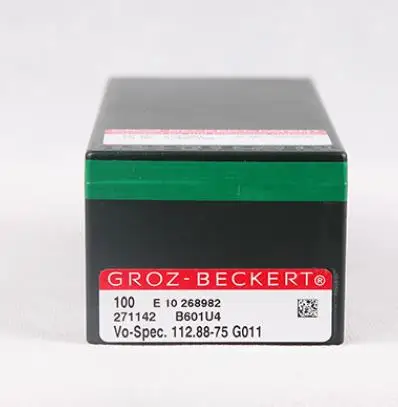 GROZ-BECKERT®
100 E 10 268982
271142 B601U4
Vo-Spec. 112.88-75 G011